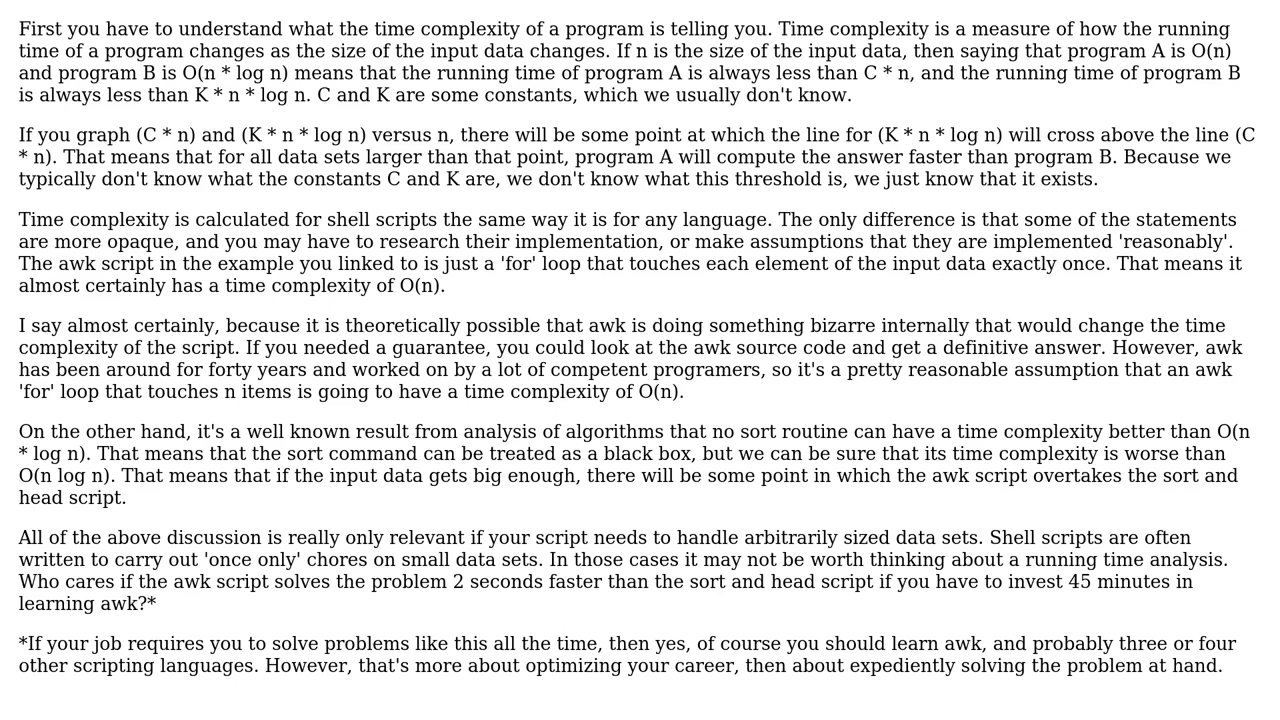 First you have to understand what the time complexity of a program is telling you. Time complexity is a measure of how the running
time of a program changes as the size of the input data changes. If n is the size of the input data, then saying that program A is O(n)
and program B is O(n * log n) means that the running time of program A is always less than C * n, and the running time of program B
is always less than K * n * log n. C and K are some constants, which we usually don't know.
If you graph (C * n) and (K * n * log n) versus n, there will be some point at which the line for (K * n * log n) will cross above the line (C
* n). That means that for all data sets larger than that point, program A will compute the answer faster than program B. Because we
typically don't know what the constants C and K are, we don't know what this threshold is, we just know that it exists.
Time complexity is calculated for shell scripts the same way it is for any language. The only difference is that some of the statements
are more opaque, and you may have to research their implementation, or make assumptions that they are implemented 'reasonably'.
The awk script in the example you linked to is just a 'for' loop that touches each element of the input data exactly once. That means it
almost certainly has a time complexity of O(n).
I say almost certainly, because it is theoretically possible that awk is doing something bizarre internally that would change the time
complexity of the script. If you needed a guarantee, you could look at the awk source code and get a definitive answer. However, awk
has been around for forty years and worked on by a lot of competent programers, so it's a pretty reasonable assumption that an awk
'for' loop that touches n items is going to have a time complexity of O(n).
On the other hand, it's a well known result from analysis of algorithms that no sort routine can have a time complexity better than O(n
* log n). That means that the sort command can be treated as a black box, but we can be sure that its time complexity is worse than
O(n log n). That means that if the input data gets big enough, there will be some point in which the awk script overtakes the sort and
head script.
All of the above discussion is really only relevant if your script needs to handle arbitrarily sized data sets. Shell scripts are often
written to carry out 'once only' chores on small data sets. In those cases it may not be worth thinking about a running time analysis.
Who cares if the awk script solves the problem 2 seconds faster than the sort and head script if you have to invest 45 minutes in
learning awk?*
*If your job requires you to solve problems like this all the time, then yes, of course you should learn awk, and probably three or four
other scripting languages. However, that's more about optimizing your career, then about expediently solving the problem at hand.